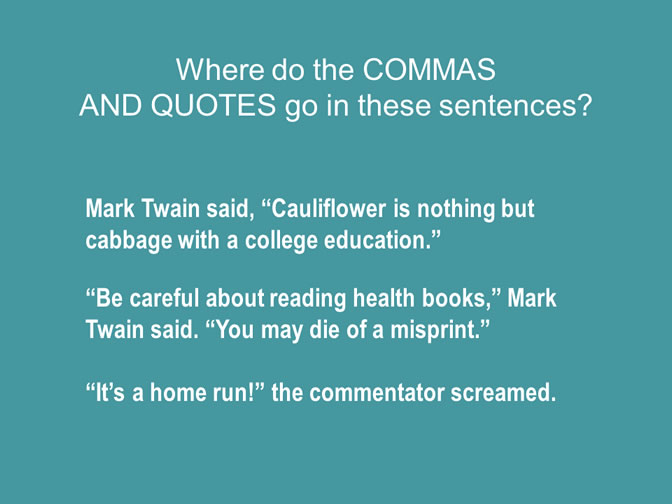 Where do the COMMAS
AND QUOTES go in these sentences?
Mark Twain said, “Cauliflower is nothing but
cabbage with a college education.”
“Be careful about reading health books,” Mark
Twain said. “You may die of a misprint.”
“It’s a home run!” the commentator screamed.